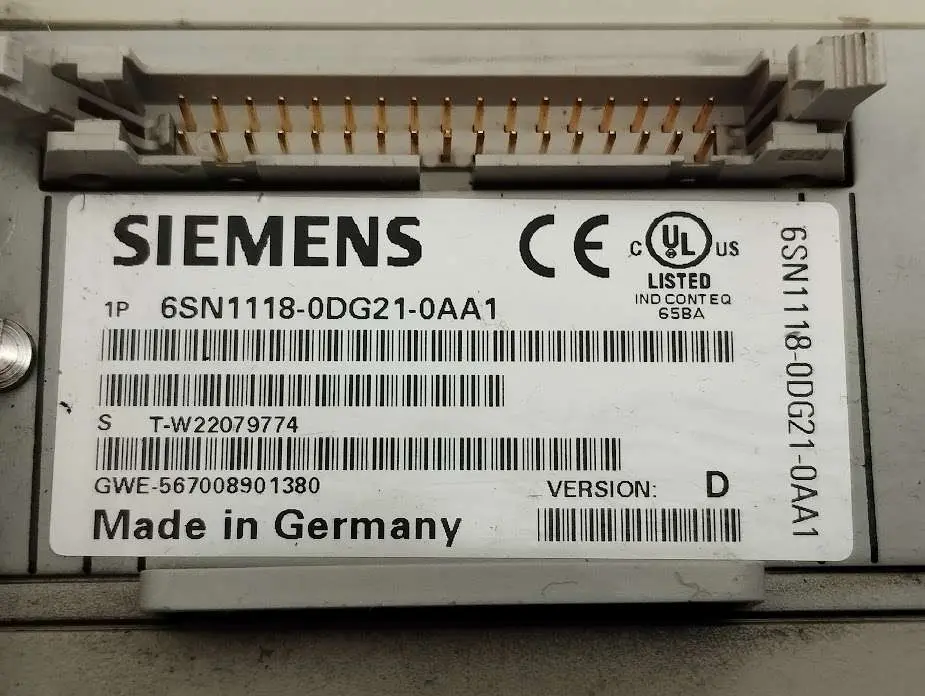 SIEMENS
CE
C UL US
LISTED
IND CONT EQ
65BA
1P 6SN1118-0DG21-0AA1
S T-W22079774
GWE-567008901380
VERSION: D
Made in Germany
6SN1118-0DG21-0AA1